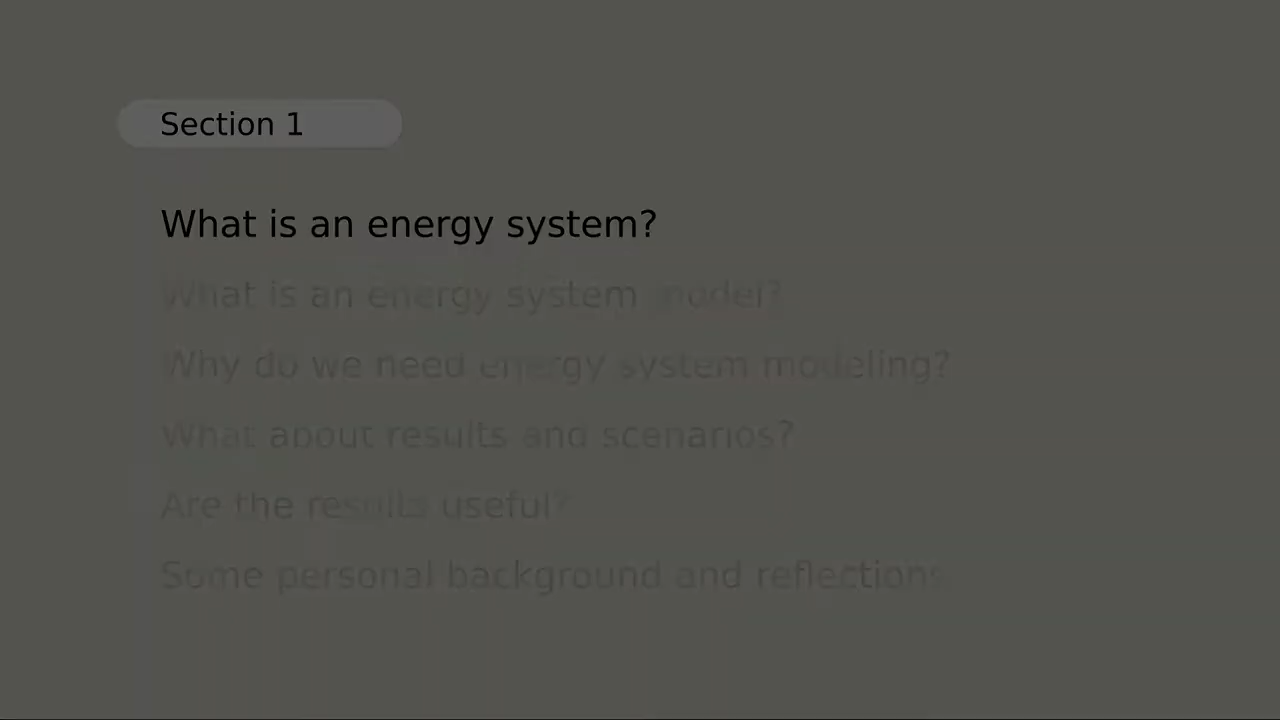 Section 1
What is an energy system?
What is an energy system model?
Why do we need energy system modeling?
What about results and scenarios?
Are the results useful?
Some personal background and reflections